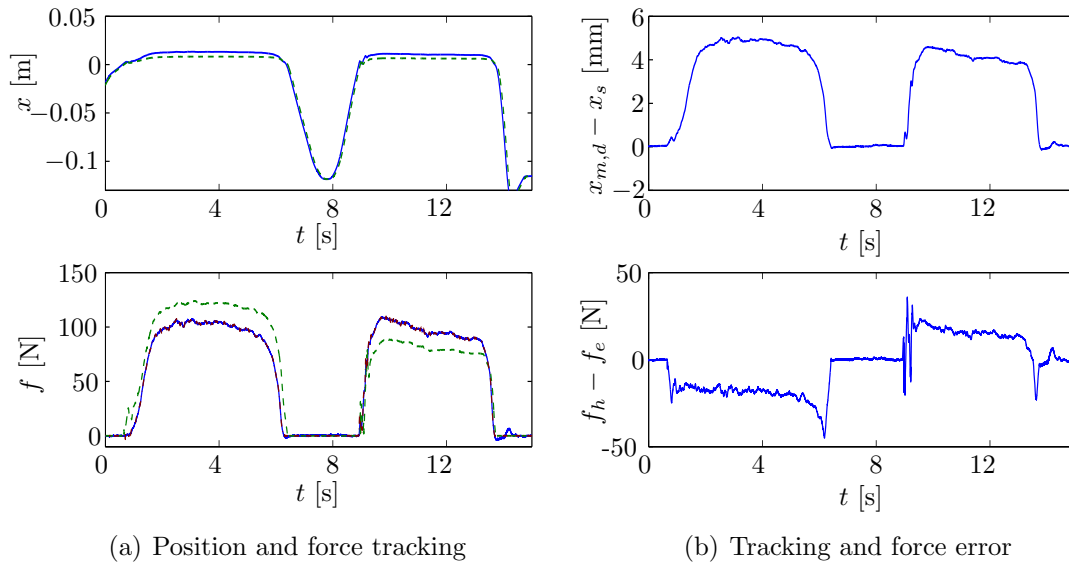 0.05
0
−0.05
−0.1
x [m]
0 4 8 12
t [s]
6
4
2
0
−2
x_{m,d} − x_s [mm]
0 4 8 12
t [s]
150
100
50
0
f [N]
0 4 8 12
t [s]
50
0
-50
f_h − f_e [N]
0 4 8 12
t [s]
(a) Position and force tracking
(b) Tracking and force error